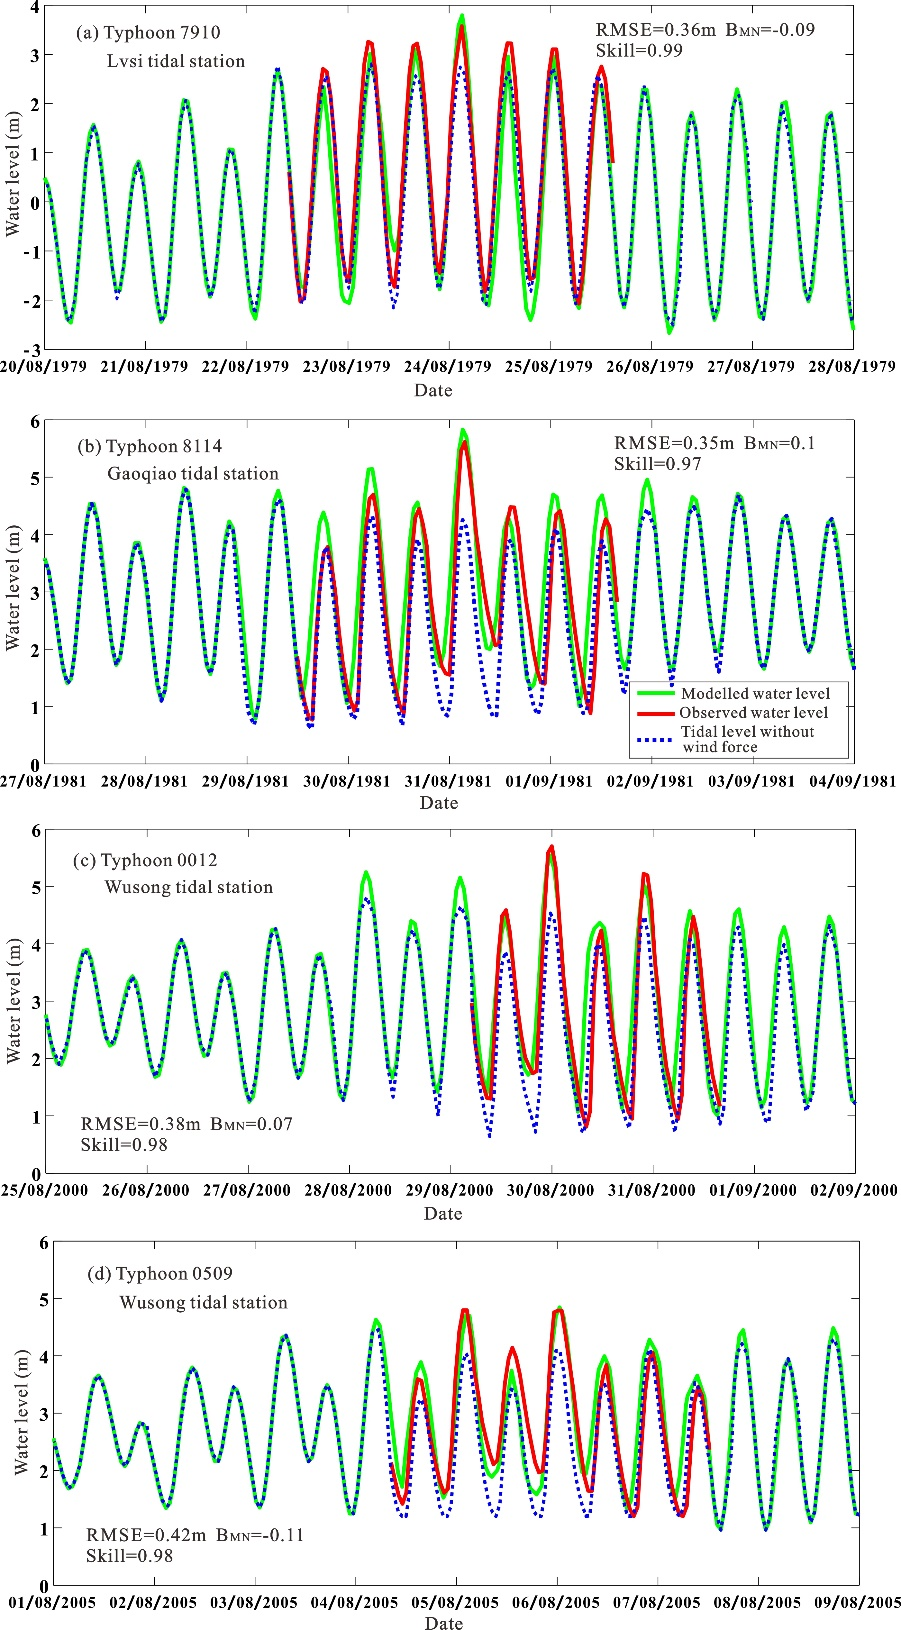 (a) Typhoon 7910
Lvsi tidal station
RMSE=0.36m BMN=-0.09
Skill=0.99
Water level (m)
4
3
2
1
0
-1
-2
-3
20/08/1979 21/08/1979 22/08/1979 23/08/1979 24/08/1979 25/08/1979 26/08/1979 27/08/1979 28/08/1979
Date
(b) Typhoon 8114
Gaoqiao tidal station
RMSE=0.35m BMN=0.1
Skill=0.97
Water level (m)
6
5
4
3
2
1
0
Modelled water level
Observed water level
Tidal level without
wind force
27/08/1981 28/08/1981 29/08/1981 30/08/1981 31/08/1981 01/09/1981 02/09/1981 03/09/1981 04/09/1981
Date
(c) Typhoon 0012
Wusong tidal station
Water level (m)
6
5
4
3
2
1
0
RMSE=0.38m BMN=0.07
Skill=0.98
25/08/2000 26/08/2000 27/08/2000 28/08/2000 29/08/2000 30/08/2000 31/08/2000 01/09/2000 02/09/2000
Date
(d) Typhoon 0509
Wusong tidal station
Water level (m)
6
5
4
3
2
1
0
RMSE=0.42m BMN=-0.11
Skill=0.98
01/08/2005 02/08/2005 03/08/2005 04/08/2005 05/08/2005 06/08/2005 07/08/2005 08/08/2005 09/08/2005
Date